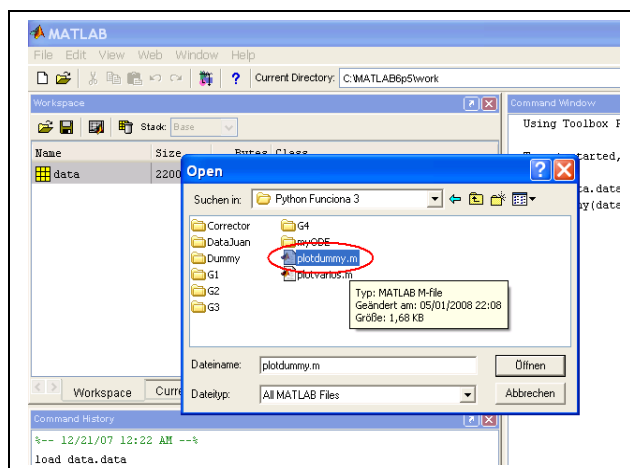 MATLAB
File Edit View Web Window Help
? Current Directory: C:\MATLAB6p5\work
Workspace
Command Window
Stack: Base
Using Toolbox
Name Size Bytes Class
data 2200
Open
Suchen in: Python Funciona 3
Corrector
DataJuan
Dummy
G1
G2
G3
G4
myODE
plotdummy.m
plotvarios.m
Typ: MATLAB M-file
Geändert am: 05/01/2008 22:08
Größe: 1,68 KB
Dateiname: plotdummy.m Öffnen
Dateityp: All MATLAB Files Abbrechen
Workspace
Command History
%-- 12/21/07 12:22 AM --%
load data.data